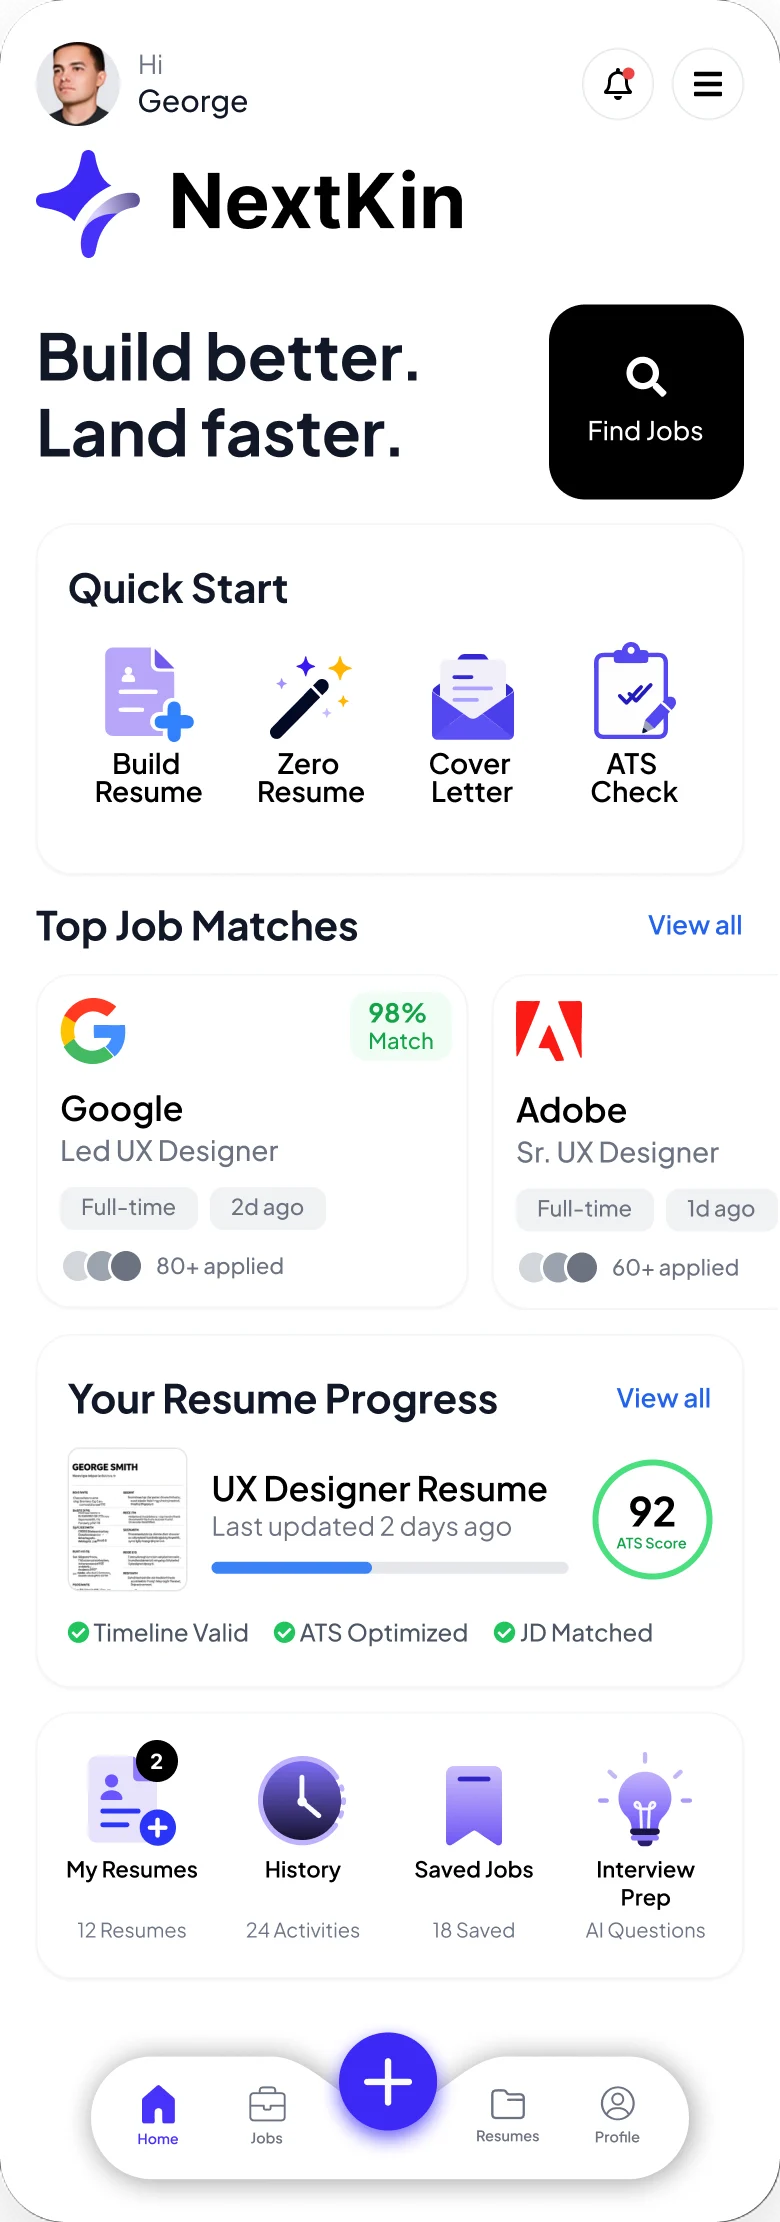 Hi
George
NextKin
Build better.
Land faster.
Find Jobs
Quick Start
Build
Resume
Zero
Resume
Cover
Letter
ATS
Check
Top Job Matches
View all
98%
Match
Google
Led UX Designer
Full-time
2d ago
80+ applied
Adobe
Sr. UX Designer
Full-time
1d ago
60+ applied
Your Resume Progress
View all
GEORGE SMITH
UX Designer Resume
Last updated 2 days ago
92
ATS Score
Timeline Valid
ATS Optimized
JD Matched
2
My Resumes
12 Resumes
History
24 Activities
Saved Jobs
18 Saved
Interview
Prep
AI Questions
Home
Jobs
Resumes
Profile